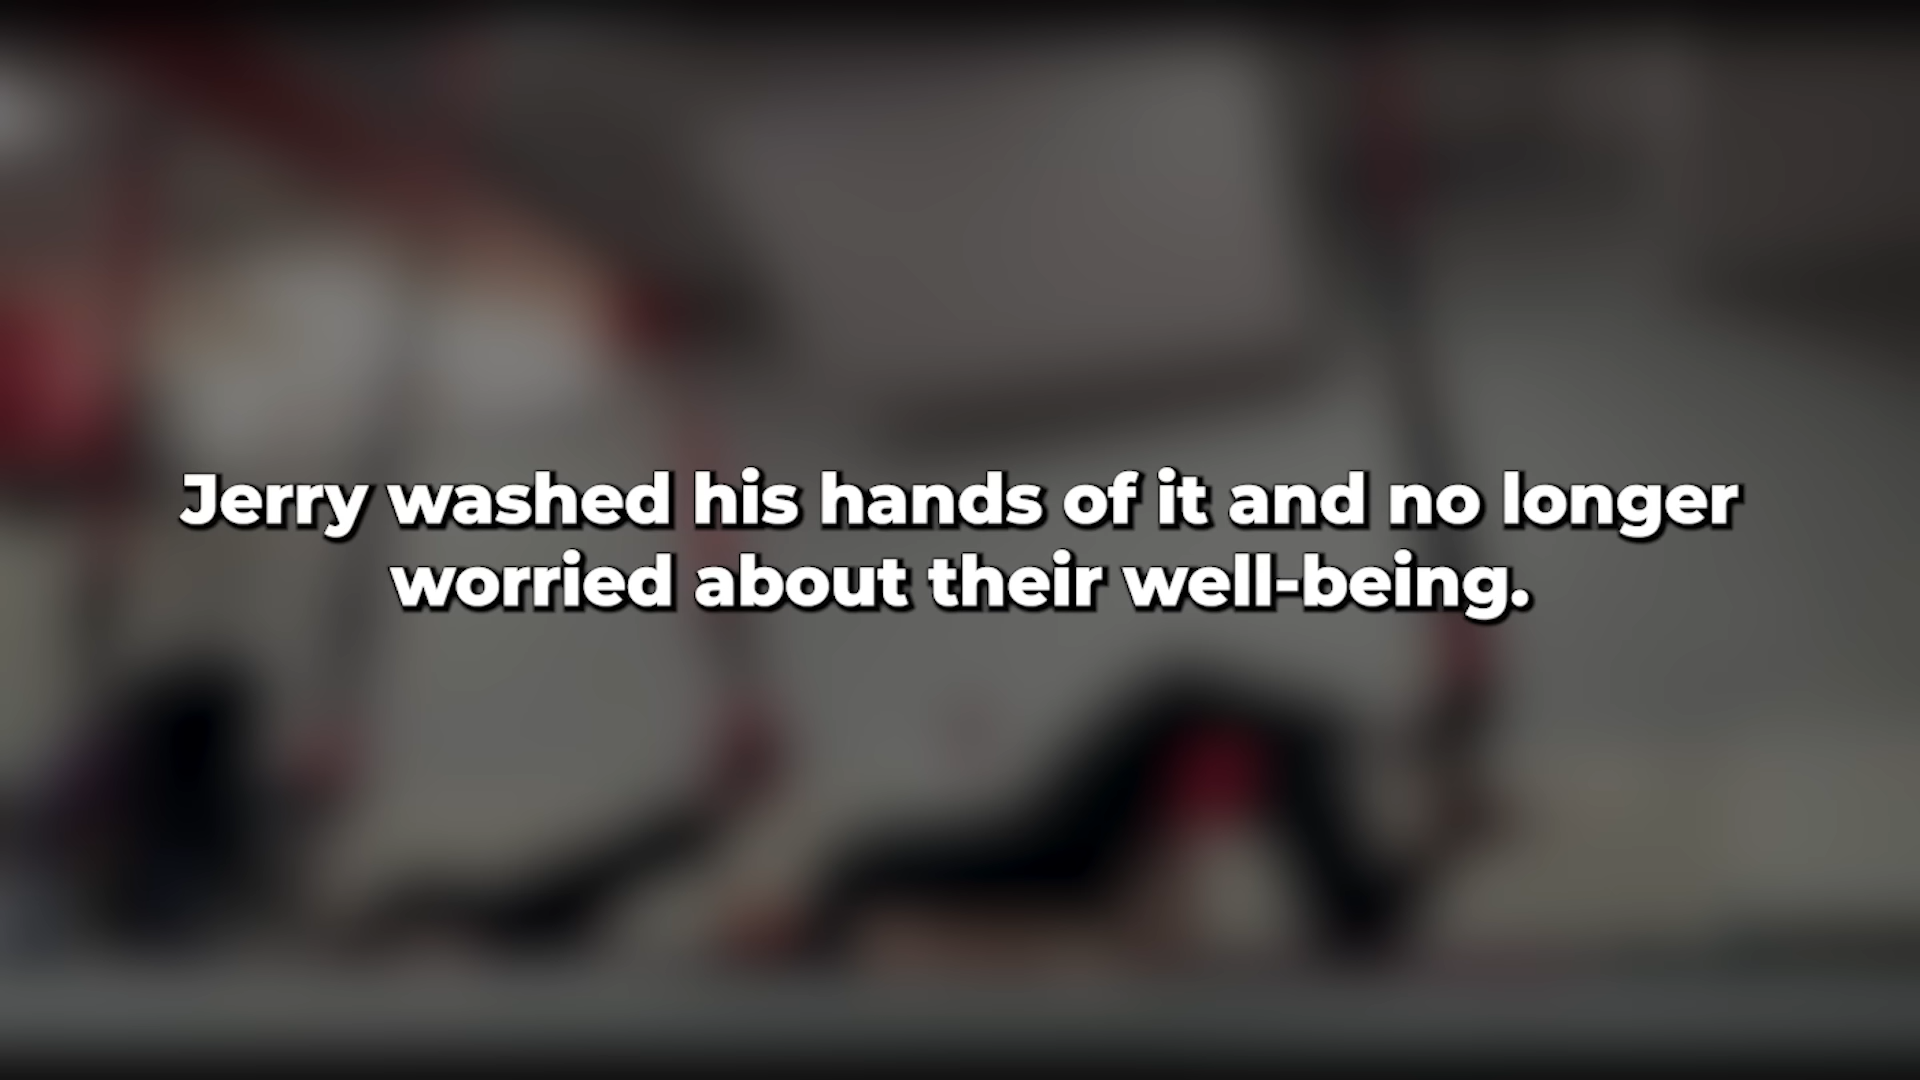 Jerry washed his hands of it and no longer
worried about their well-being.